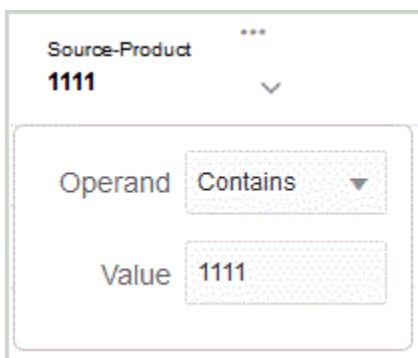 Source-Product
1111
Operand Contains
Value 1111